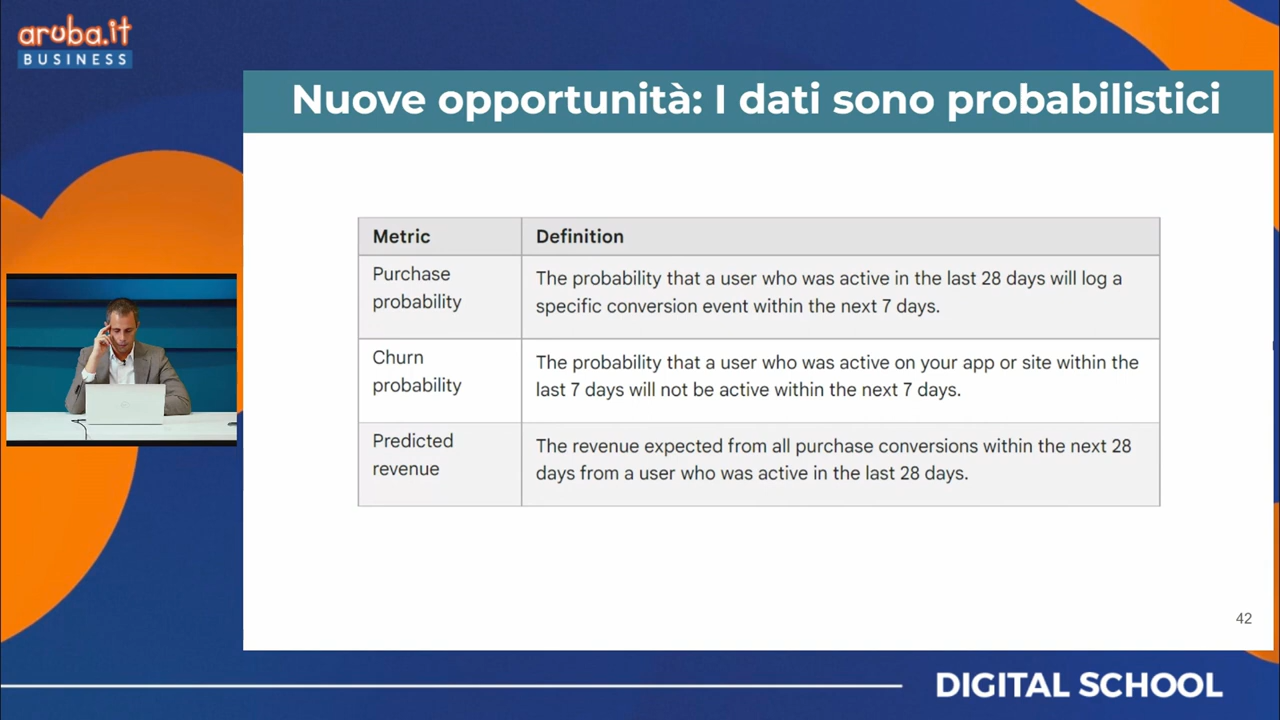 aruba.it
BUSINESS
Nuove opportunità: I dati sono probabilistici
Metric
Definition
Purchase
probability
The probability that a user who was active in the last 28 days will log a
specific conversion event within the next 7 days.
Churn
probability
The probability that a user who was active on your app or site within the
last 7 days will not be active within the next 7 days.
Predicted
revenue
The revenue expected from all purchase conversions within the next 28
days from a user who was active in the last 28 days.
42
DIGITAL SCHOOL